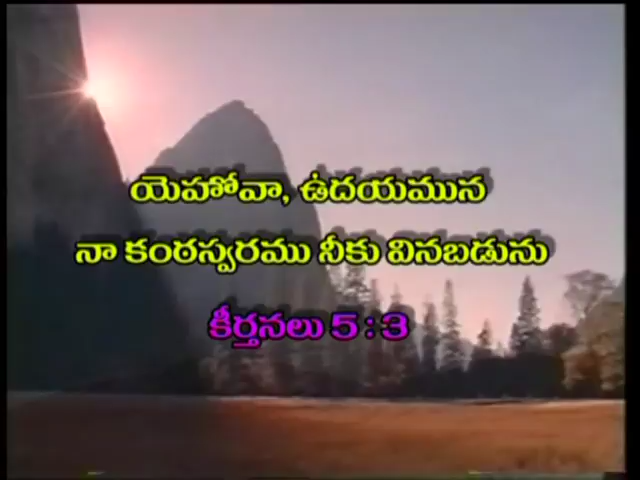 యెహోవా, ఉదయమున
నా కంఠస్వరము నీకు వినబడును
కీర్తనలు 5 : 3